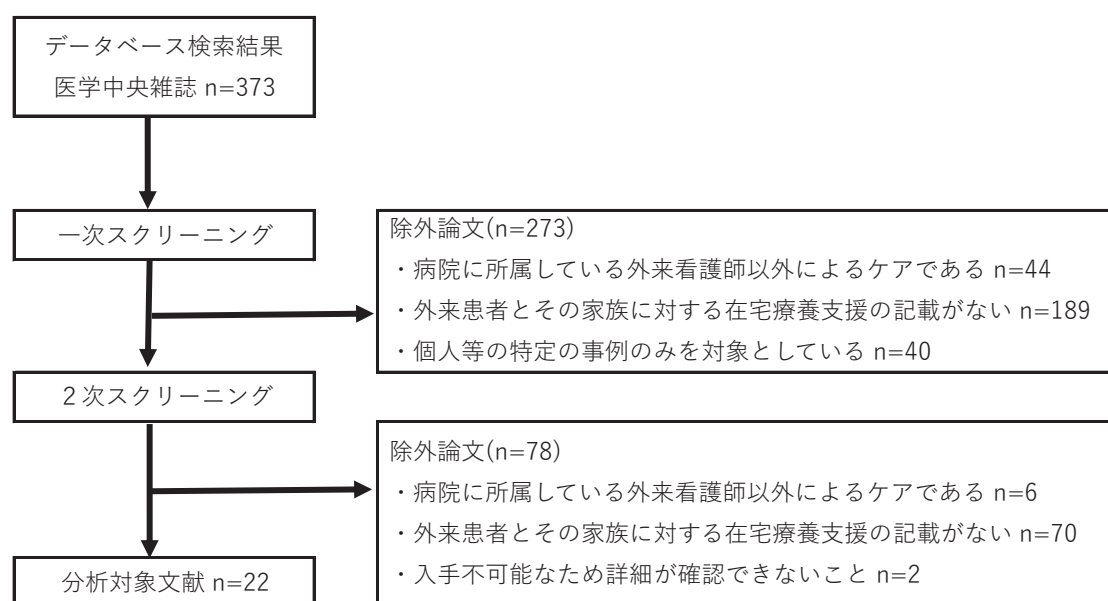 データベース検索結果
医学中央雑誌 n=373
一次スクリーニング
除外論文(n=273)
・病院に所属している外来看護師以外によるケアである n=44
・外来患者とその家族に対する在宅療養支援の記載がない n=189
・個人等の特定の事例のみを対象としている n=40
２次スクリーニング
除外論文(n=78)
・病院に所属している外来看護師以外によるケアである n=6
・外来患者とその家族に対する在宅療養支援の記載がない n=70
・入手不可能なため詳細が確認できないこと n=2
分析対象文献 n=22